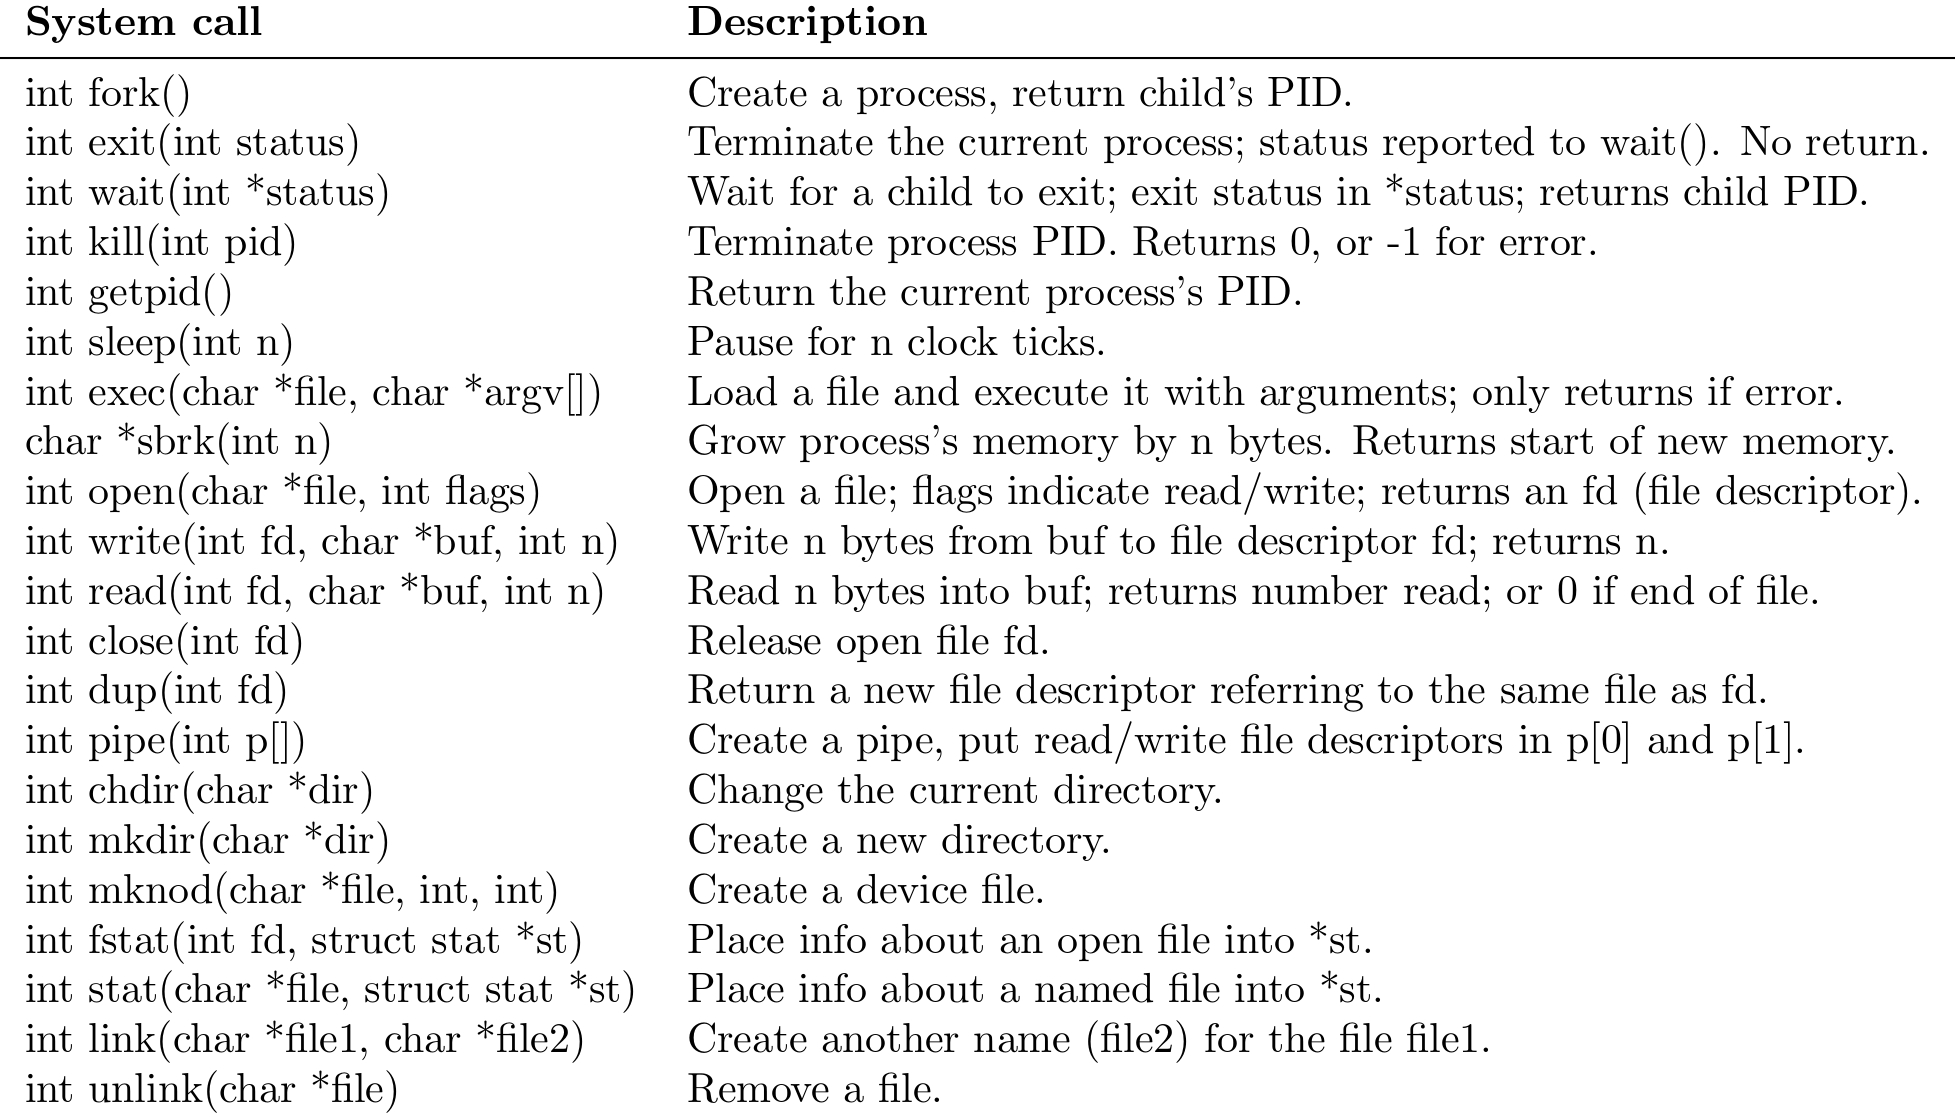 System call Description
int fork() Create a process, return child’s PID.
int exit(int status) Terminate the current process; status reported to wait(). No return.
int wait(int *status) Wait for a child to exit; exit status in *status; returns child PID.
int kill(int pid) Terminate process PID. Returns 0, or -1 for error.
int getpid() Return the current process’s PID.
int sleep(int n) Pause for n clock ticks.
int exec(char *file, char *argv[]) Load a file and execute it with arguments; only returns if error.
char *sbrk(int n) Grow process’s memory by n bytes. Returns start of new memory.
int open(char *file, int flags) Open a file; flags indicate read/write; returns an fd (file descriptor).
int write(int fd, char *buf, int n) Write n bytes from buf to file descriptor fd; returns n.
int read(int fd, char *buf, int n) Read n bytes into buf; returns number read; or 0 if end of file.
int close(int fd) Release open file fd.
int dup(int fd) Return a new file descriptor referring to the same file as fd.
int pipe(int p[]) Create a pipe, put read/write file descriptors in p[0] and p[1].
int chdir(char *dir) Change the current directory.
int mkdir(char *dir) Create a new directory.
int mknod(char *file, int, int) Create a device file.
int fstat(int fd, struct stat *st) Place info about an open file into *st.
int stat(char *file, struct stat *st) Place info about a named file into *st.
int link(char *file1, char *file2) Create another name (file2) for the file file1.
int unlink(char *file) Remove a file.